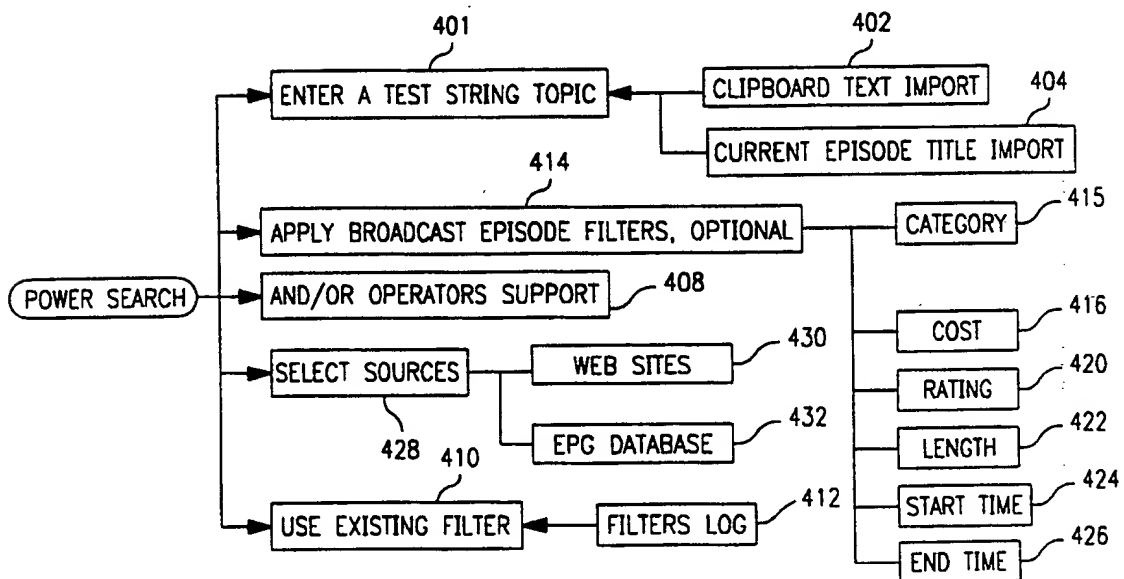 401
402
ENTER A TEST STRING TOPIC
CLIPBOARD TEXT IMPORT
404
CURRENT EPISODE TITLE IMPORT
414
APPLY BROADCAST EPISODE FILTERS, OPTIONAL
CATEGORY
415
POWER SEARCH
AND/OR OPERATORS SUPPORT
408
COST
416
SELECT SOURCES
428
WEB SITES
430
RATING
420
EPG DATABASE
432
LENGTH
422
410
USE EXISTING FILTER
FILTERS LOG
412
START TIME
424
END TIME
426